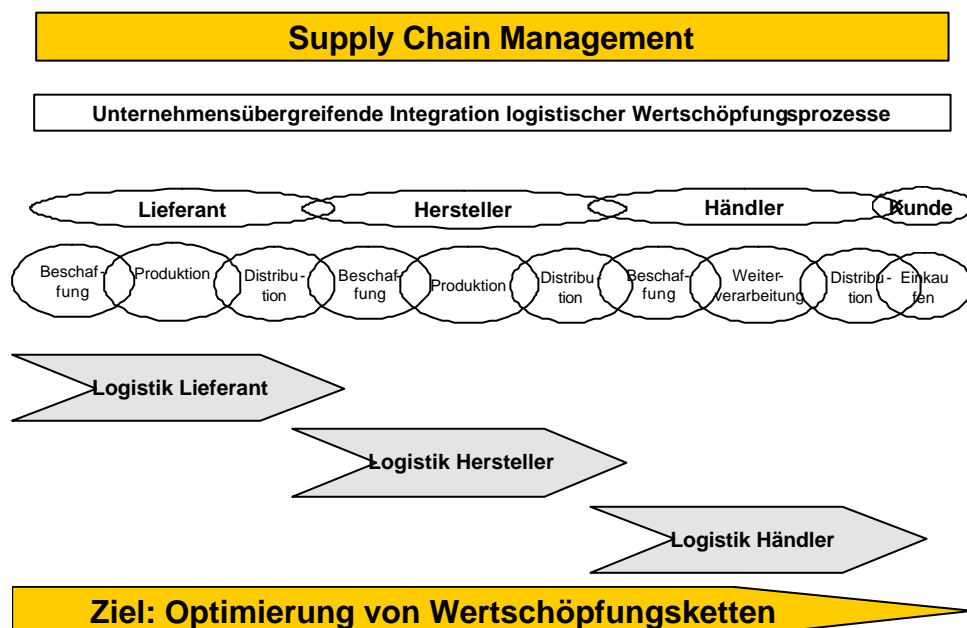 Supply Chain Management
Unternehmensübergreifende Integration logistischer Wertschöpfungsprozesse
Lieferant
Hersteller
Händler
Kunde
Beschaf-
fung
Produktion
Distribu-
tion
Beschaf-
fung
Produktion
Distribu-
tion
Beschaf-
fung
Weiter-
verarbeitung
Distribu-
tion
Einkau
fen
Logistik Lieferant
Logistik Hersteller
Logistik Händler
Ziel: Optimierung von Wertschöpfungsketten